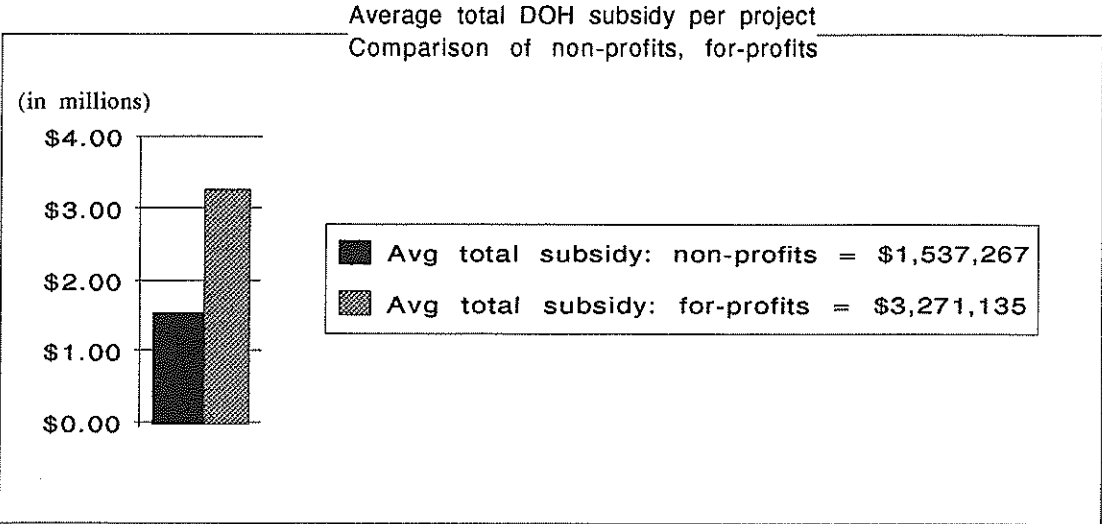 Average total DOH subsidy per project
Comparison of non-profits, for-profits
(in millions)
$4.00
$3.00
$2.00
$1.00
$0.00
Avg total subsidy: non-profits = $1,537,267
Avg total subsidy: for-profits = $3,271,135